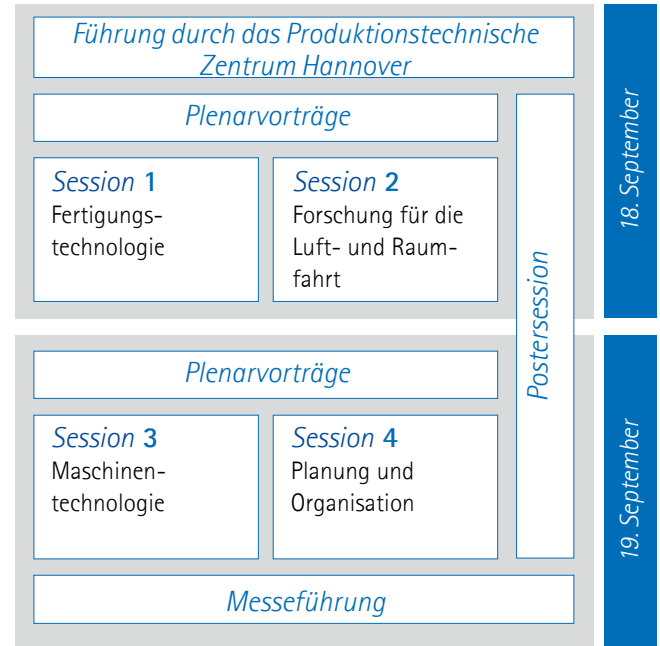 Führung durch das Produktionstechnische
Zentrum Hannover
Plenarvorträge
Session 1
Fertigungs-
technologie
Session 2
Forschung für die
Luft- und Raum-
fahrt
18. September
Postersession
Plenarvorträge
Session 3
Maschinen-
technologie
Session 4
Planung und
Organisation
19. September
Messeführung